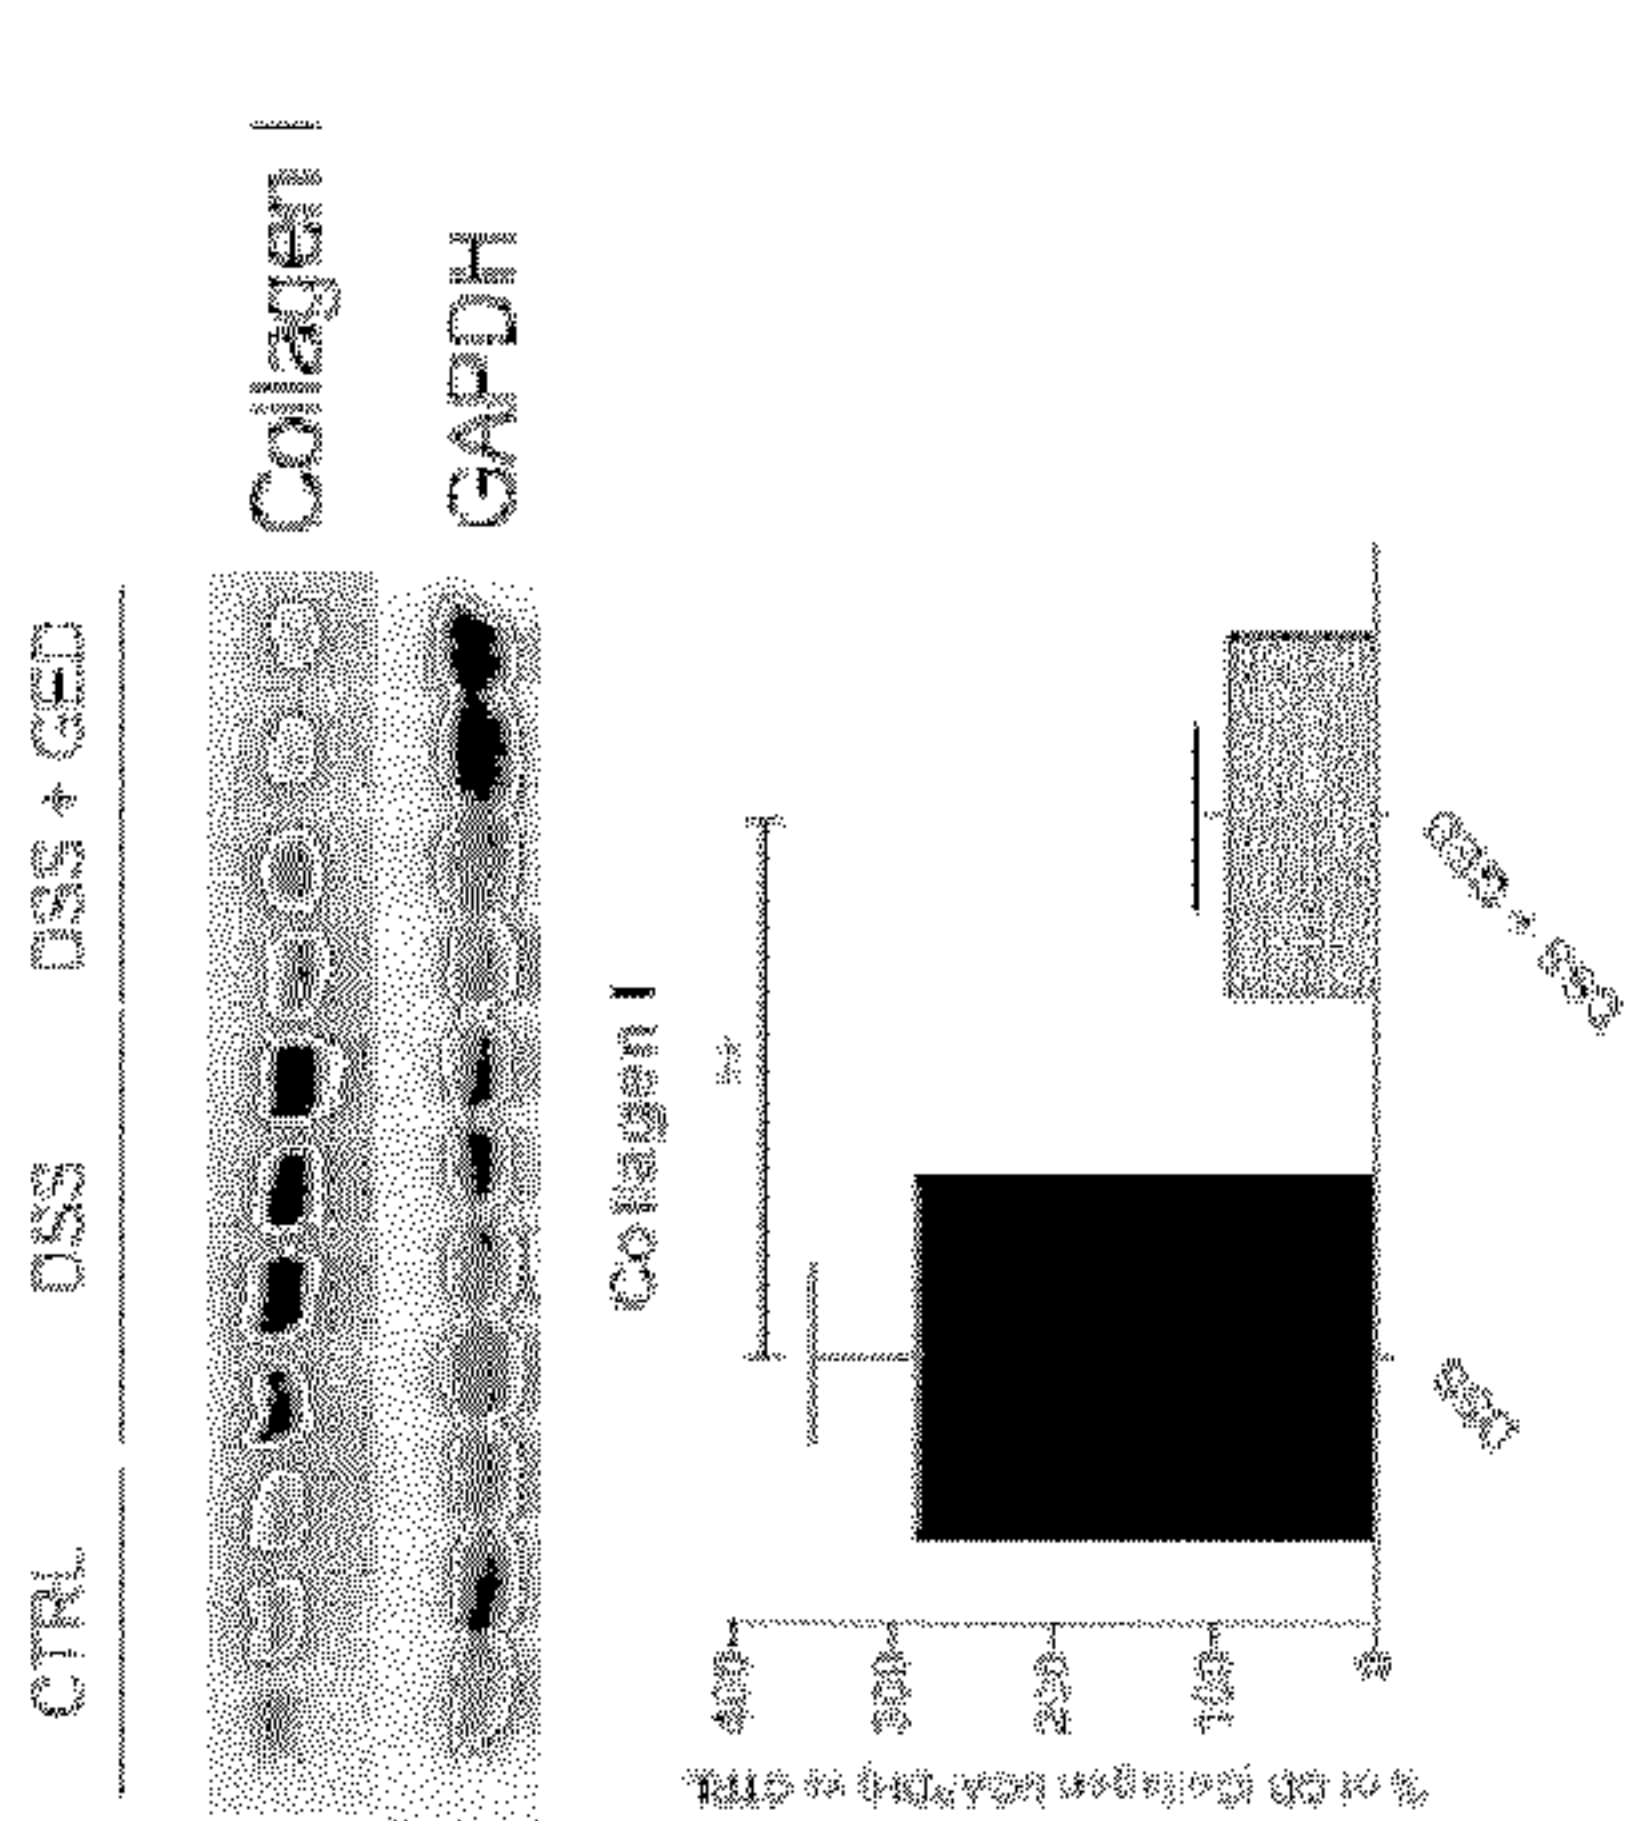 CTRL DSS DSS + GED
Collagen I
GAPDH
Collagen I
400
300
200
100
0
% of OD (Collagen I/GAPDH) vs CTRL
**
DSS
DSS + GED